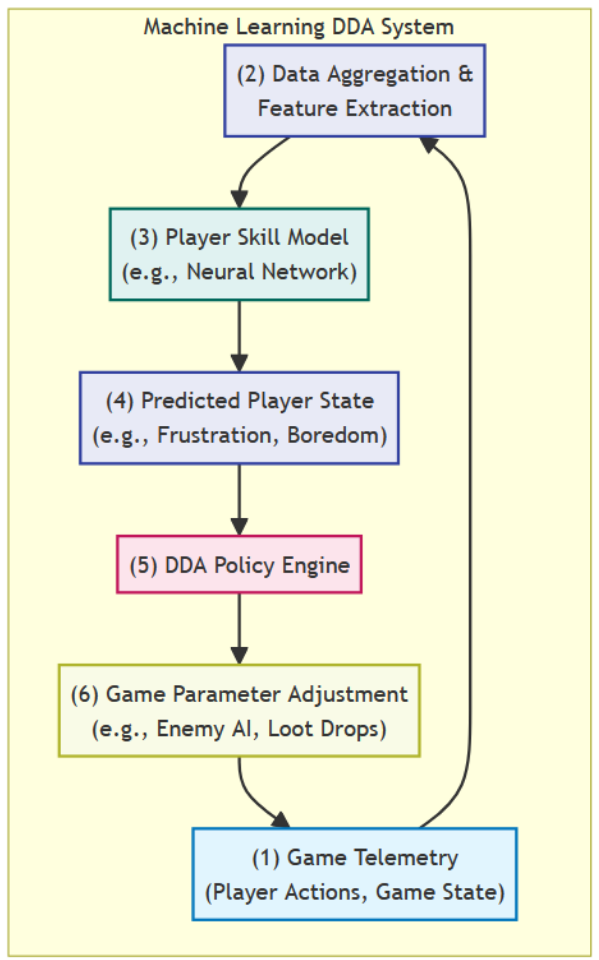 Machine Learning DDA System
(2) Data Aggregation &
Feature Extraction
(3) Player Skill Model
(e.g., Neural Network)
(4) Predicted Player State
(e.g., Frustration, Boredom)
(5) DDA Policy Engine
(6) Game Parameter Adjustment
(e.g., Enemy AI, Loot Drops)
(1) Game Telemetry
(Player Actions, Game State)